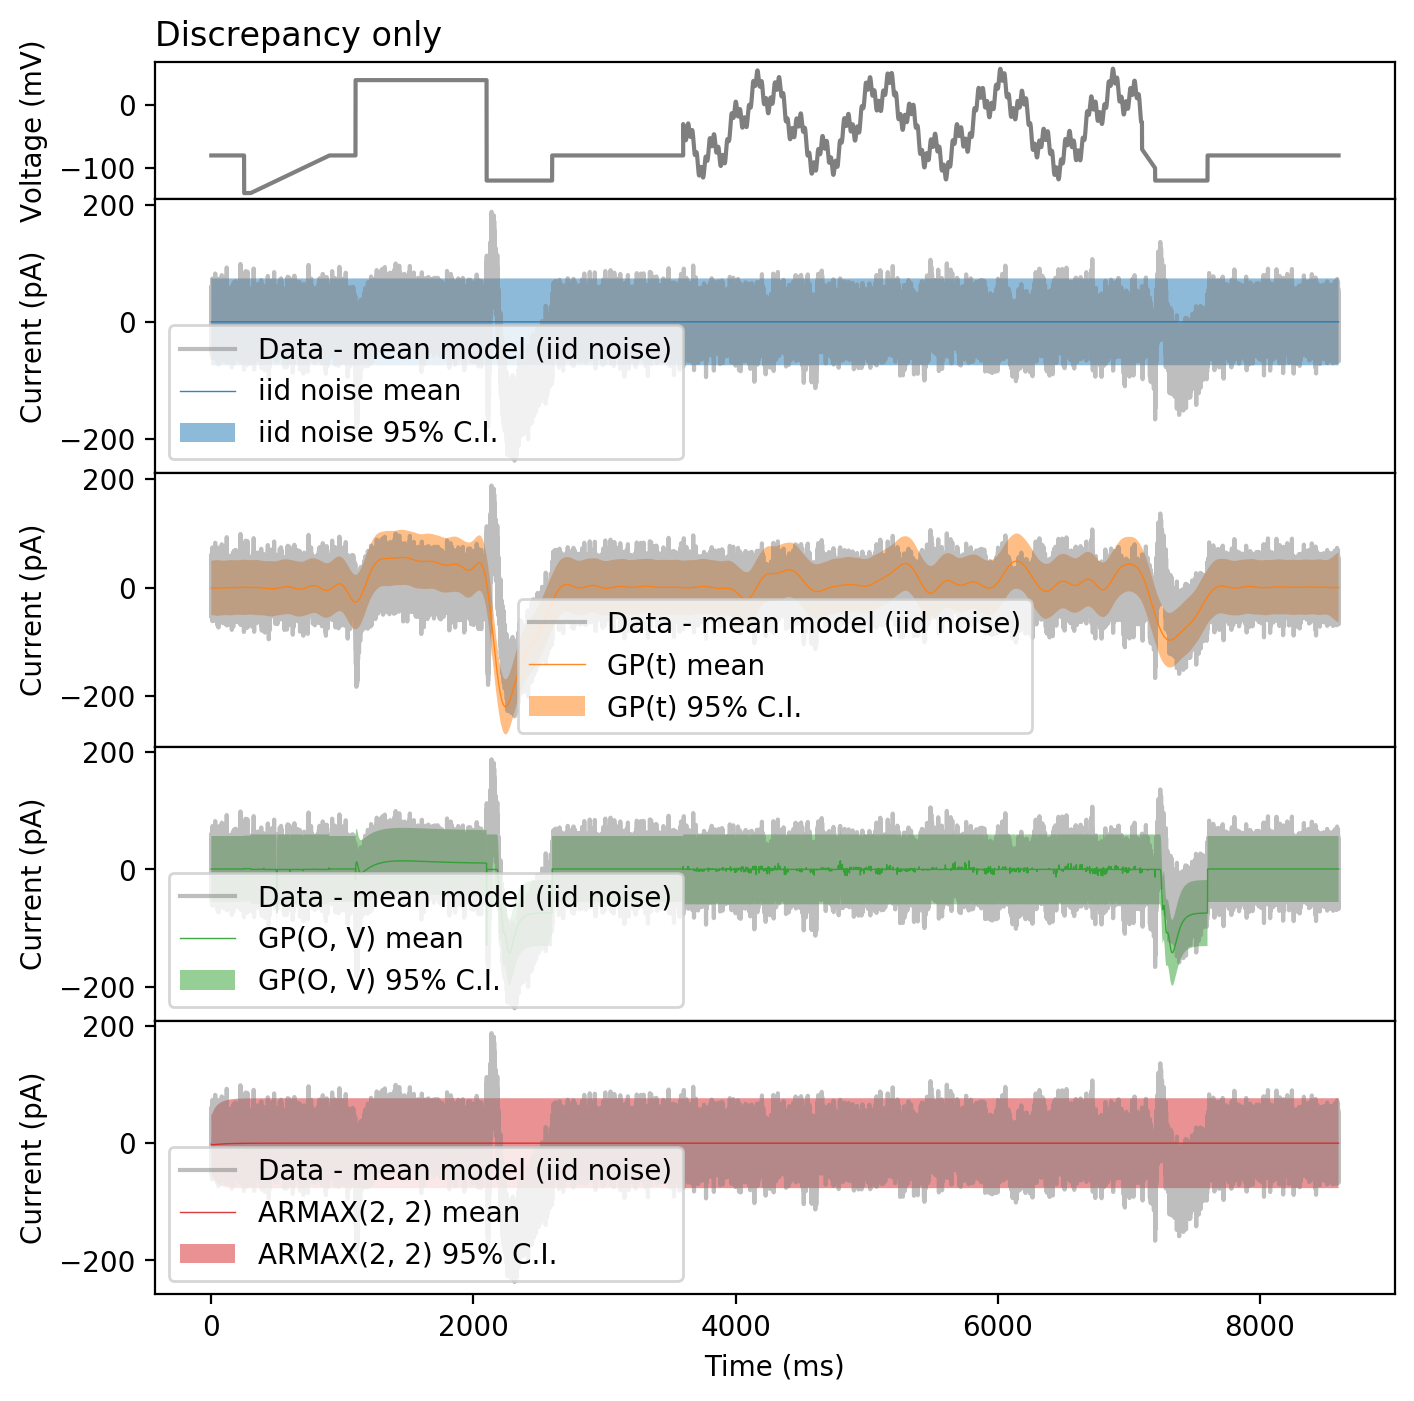 Discrepancy only
Voltage (mV)
0
−100
Current (pA)
200
0
−200
Data - mean model (iid noise)
iid noise mean
iid noise 95% C.I.
Current (pA)
200
0
−200
Data - mean model (iid noise)
GP(t) mean
GP(t) 95% C.I.
Current (pA)
200
0
−200
Data - mean model (iid noise)
GP(O, V) mean
GP(O, V) 95% C.I.
Current (pA)
200
0
−200
Data - mean model (iid noise)
ARMAX(2, 2) mean
ARMAX(2, 2) 95% C.I.
0 2000 4000 6000 8000
Time (ms)